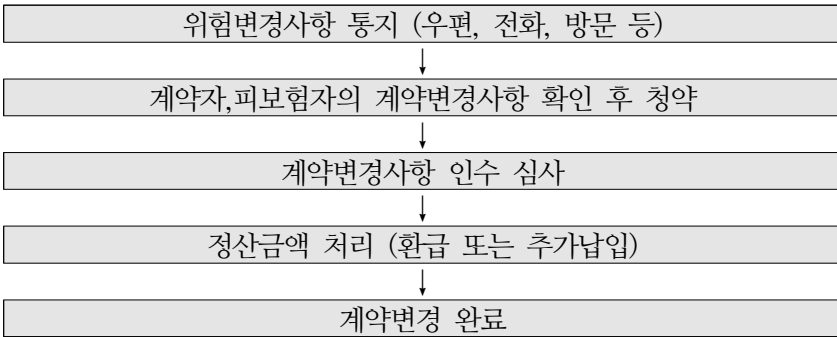 위험변경사항 통지 (우편, 전화, 방문 등)
계약자,피보험자의 계약변경사항 확인 후 청약
계약변경사항 인수 심사
정산금액 처리 (환급 또는 추가납입)
계약변경 완료